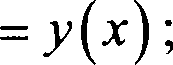 = y(x);